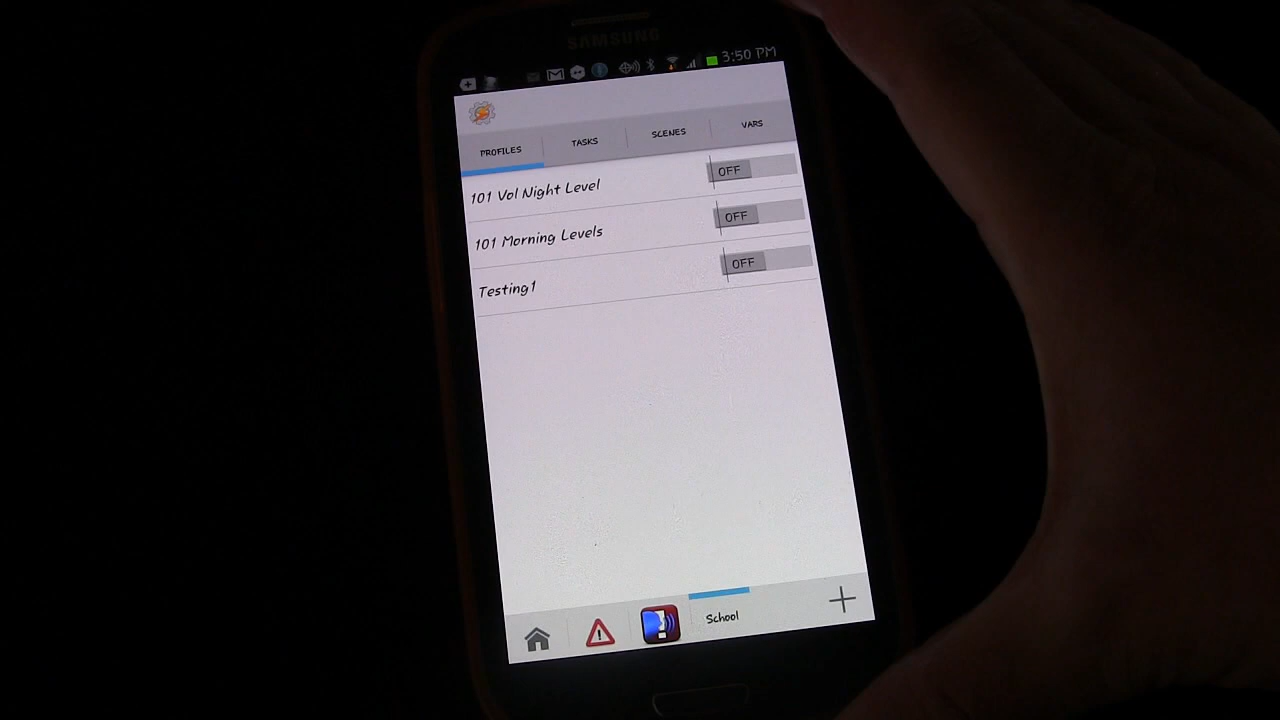 SAMSUNG
3:50 PM
PROFILES TASKS SCENES VARS
101 Vol Night Level OFF
101 Morning Levels OFF
Testing1 OFF
School